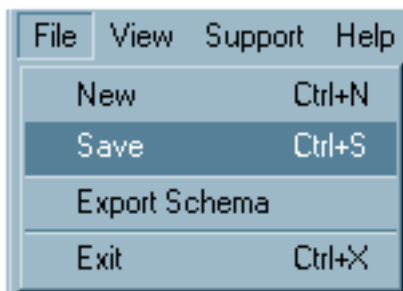 File View Support Help
New Ctrl+N
Save Ctrl+S
Export Schema
Exit Ctrl+X